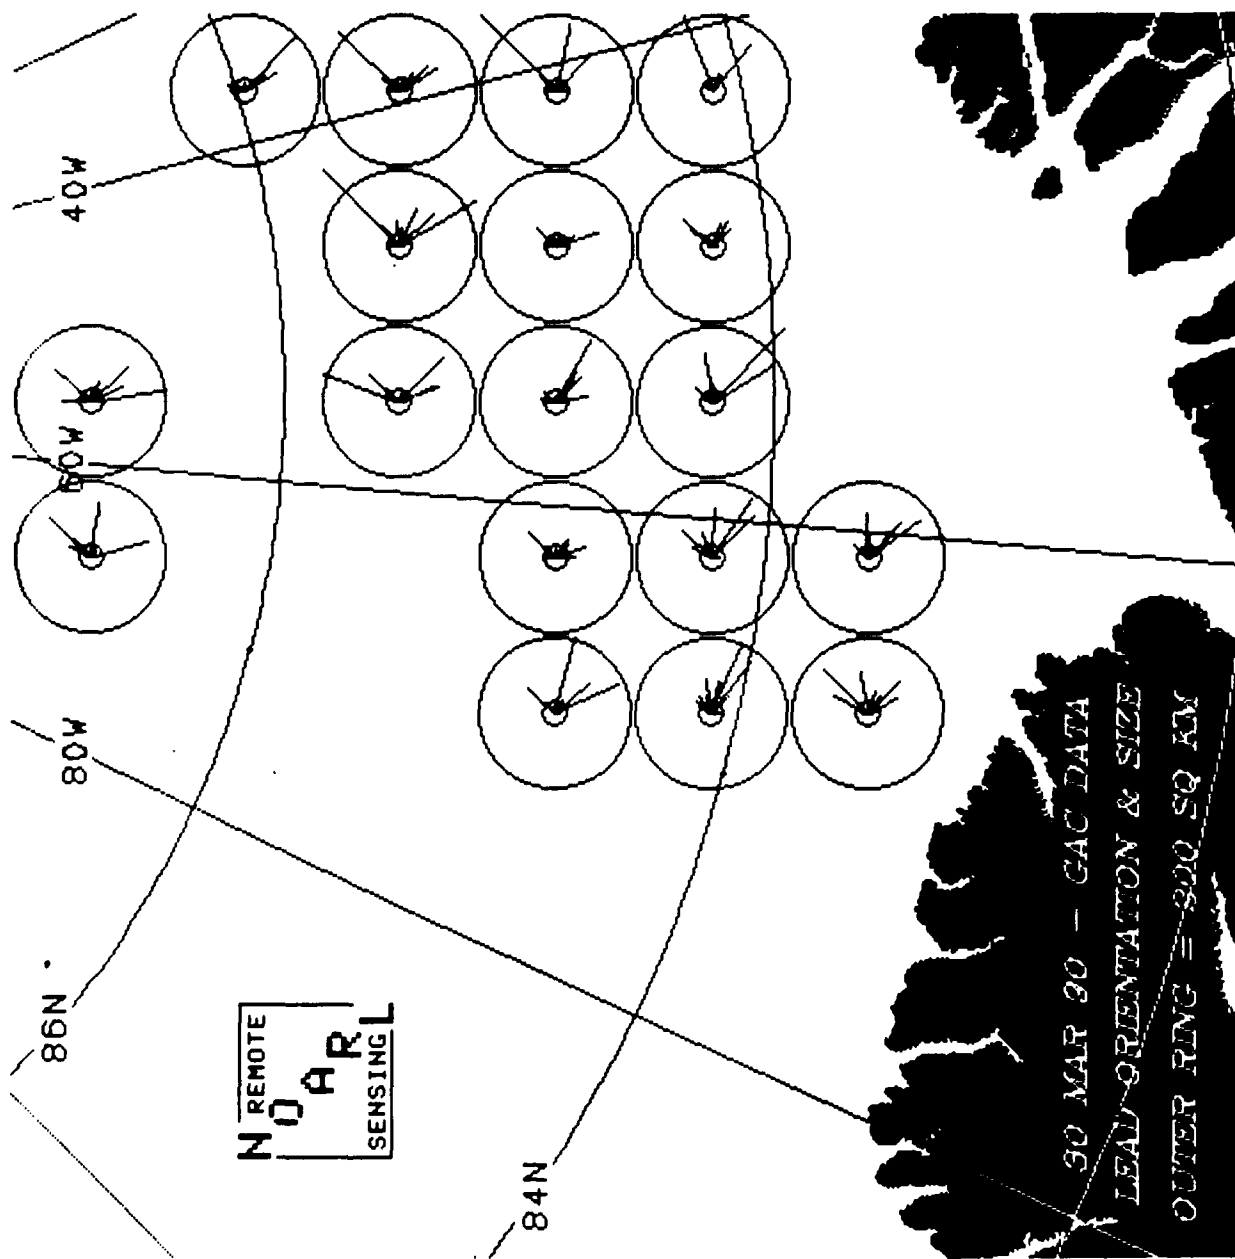 86N
84N
80W
60W
40W
REMOTE
NOARL
SENSING
30 MAR 90 - GAC DATA
LEAD ORIENTATION & SIZE
OUTER RING = SQ KM